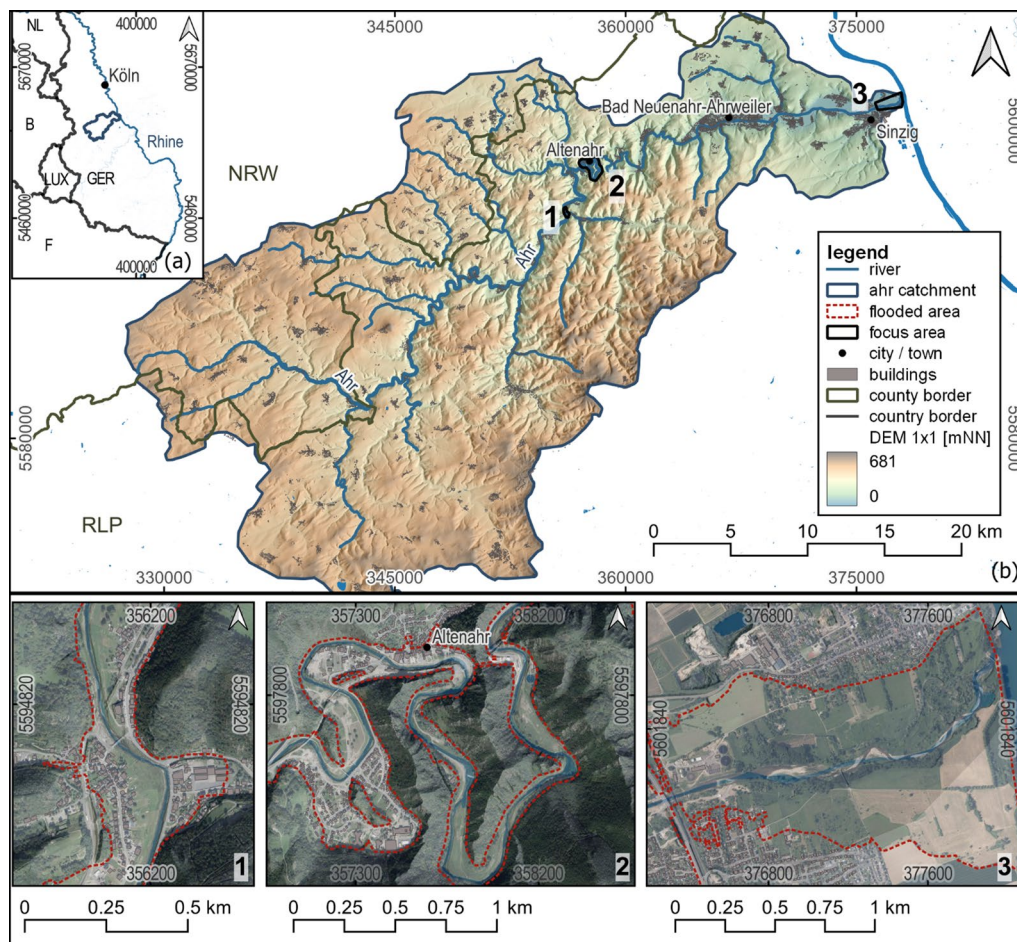 400000
NL
5670000
5670000
Köln
B
Rhine
LUX
GER
5460000
5460000
F
400000
(a)
345000
360000
375000
5600000
NRW
Bad Neuenahr-Ahrweiler
3
Sinzig
Altenahr
2
1
Ahr
Ahr
5580000
5580000
RLP
legend
river
ahr catchment
flooded area
focus area
city / town
buildings
county border
country border
DEM 1x1 [mNN]
681
0
0 5 10 15 20 km
330000
345000
360000
375000
(b)
356200
5594820
5594820
356200
1
0 0.25 0.5 km
357300
358200
Altenahr
5597800
5597800
357300
358200
2
0 0.25 0.5 0.75 1 km
376800
377600
5601840
5601840
376800
377600
3
0 0.25 0.5 0.75 1 km